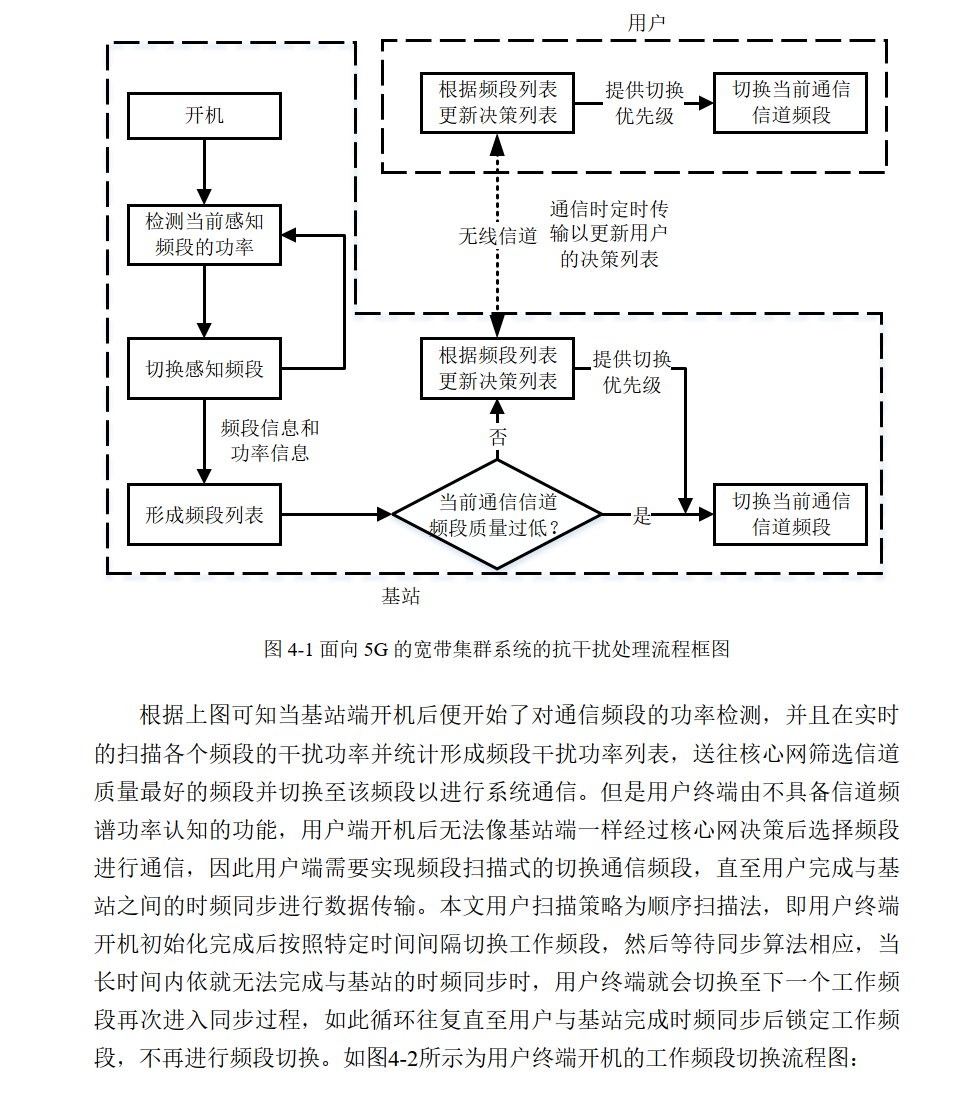 用户
根据频段列表
更新决策列表
提供切换
优先级
切换当前通信
信道频段
开机
检测当前感知
频段的功率
无线信道
通信时定时传
输以更新用户
的决策列表
切换感知频段
根据频段列表
更新决策列表
提供切换
优先级
频段信息和
功率信息
否
形成频段列表
当前通信信道
频段质量过低？
是
切换当前通信
信道频段
基站
图 4-1 面向 5G 的宽带集群系统的抗干扰处理流程框图
根据上图可知当基站端开机后便开始了对通信频段的功率检测，并且在实时
的扫描各个频段的干扰功率并统计形成频段干扰功率列表，送往核心网筛选信道
质量最好的频段并切换至该频段以进行系统通信。但是用户终端由不具备信道频
谱功率认知的功能，用户端开机后无法像基站端一样经过核心网决策后选择频段
进行通信，因此用户端需要实现频段扫描式的切换通信频段，直至用户完成与基
站之间的时频同步进行数据传输。本文用户扫描策略为顺序扫描法，即用户终端
开机初始化完成后按照特定时间间隔切换工作频段，然后等待同步算法相应，当
长时间内依就无法完成与基站的时频同步时，用户终端就会切换至下一个工作频
段再次进入同步过程，如此循环往复直至用户与基站完成时频同步后锁定工作频
段，不再进行频段切换。如图4-2所示为用户终端开机的工作频段切换流程图：